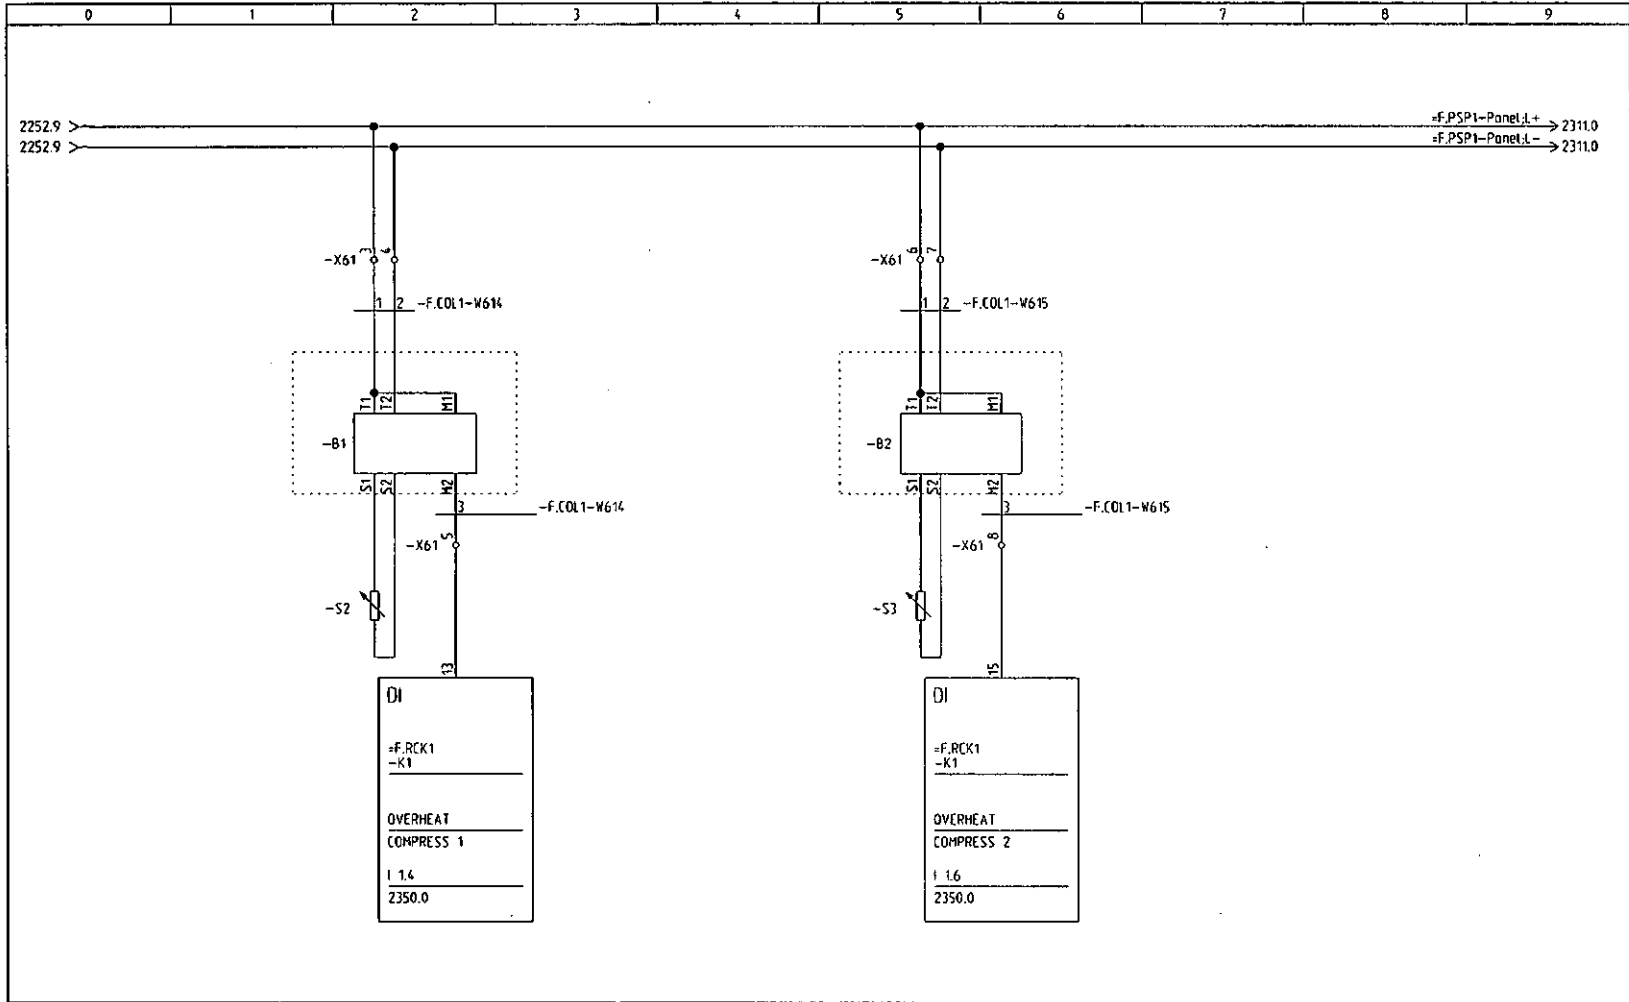 0 1 2 3 4 5 6 7 8 9
2252.9 =F.PSP1-Panel;L+ 2311.0
2252.9 =F.PSP1-Panel;L- 2311.0
-X61 3 4
-X61 6 7
1 2 -F.COL1-W614
1 2 -F.COL1-W615
T1 T2 M1
T1 T2 M1
-B1
-B2
S1 S2 M2
S1 S2 M2
3 -F.COL1-W614
3 -F.COL1-W615
-X61 5
-X61 8
-S2
-S3
13
15
DI
DI
=F.RCK1
-K1
=F.RCK1
-K1
OVERHEAT
COMPRESS 1
OVERHEAT
COMPRESS 2
I 1.4
2350.0
I 1.6
2350.0